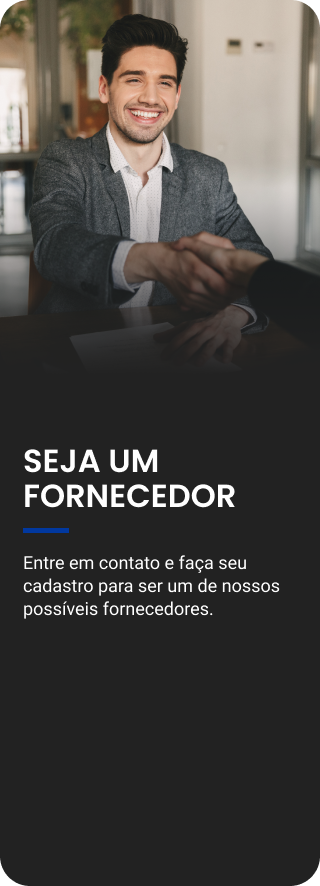 SEJA UM
FORNECEDOR
Entre em contato e faça seu
cadastro para ser um de nossos
possíveis fornecedores.